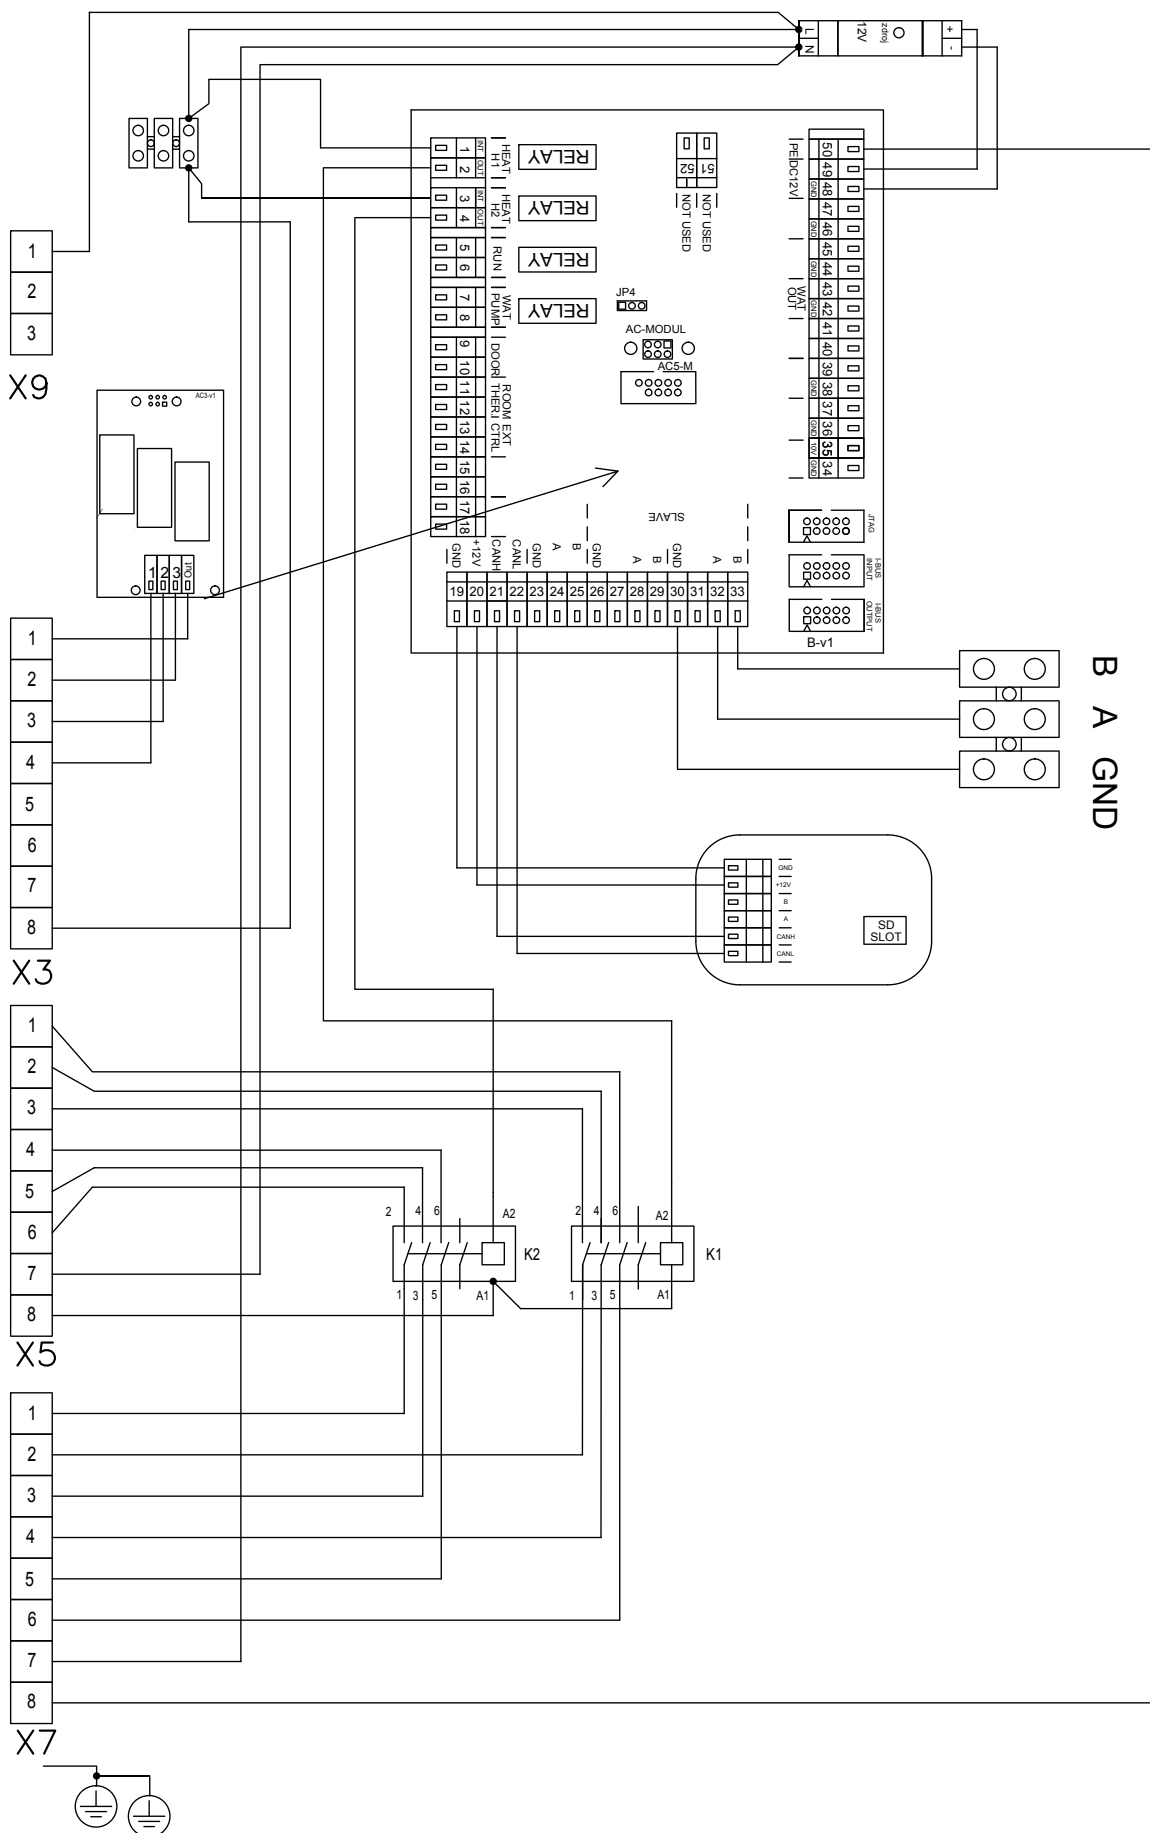 L
N
12V
zdroj
+
-
1
2
3
X9
AC3-v1
1
2
3
Out
1
2
3
4
5
6
7
8
X3
1 INT
2 OUT
HEAT H1
RELAY
3 INT
4 OUT
HEAT H2
RELAY
5
6
RUN
RELAY
7
8
WAT PUMP
RELAY
9
10
DOOR
11
12
ROOM THER.I
13
14
EXT CTRL
15
16
17
18
52
51
NOT USED
NOT USED
JP4
AC-MODUL
AC5-M
PE
DC12V
50
49
48 GND
47
46 GND
45
44 GND
43
42 GND
WAT OUT
41
40
39
38 GND
37
36 GND
35 10V
34 GND
JTAG
I-BUS INPUT
I-BUS OUTPUT
B-v1
SLAVE
GND
+12V
CANH
CANL
GND
A
B
GND
A
B
GND
A
B
19 20 21 22 23 24 25 26 27 28 29 30 31 32 33
B
A
GND
GND
+12V
B
A
CANH
CANL
SD
SLOT
1
2
3
4
5
6
7
8
X5
2 4 6 A2
K2
1 3 5 A1
2 4 6 A2
K1
1 3 5 A1
1
2
3
4
5
6
7
8
X7